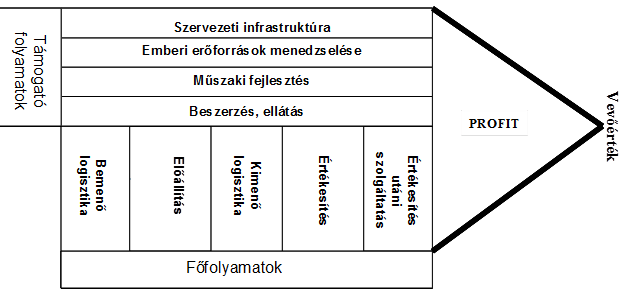 Támogató
folyamatok
Szervezeti infrastruktúra
Emberi erőforrások menedzselése
Műszaki fejlesztés
Beszerzés, ellátás
Bemenő
logisztika
Előállítás
Kimenő
logisztika
Értékesítés
Értékesítés
utáni
szolgáltatás
Főfolyamatok
PROFIT
Vevőérték